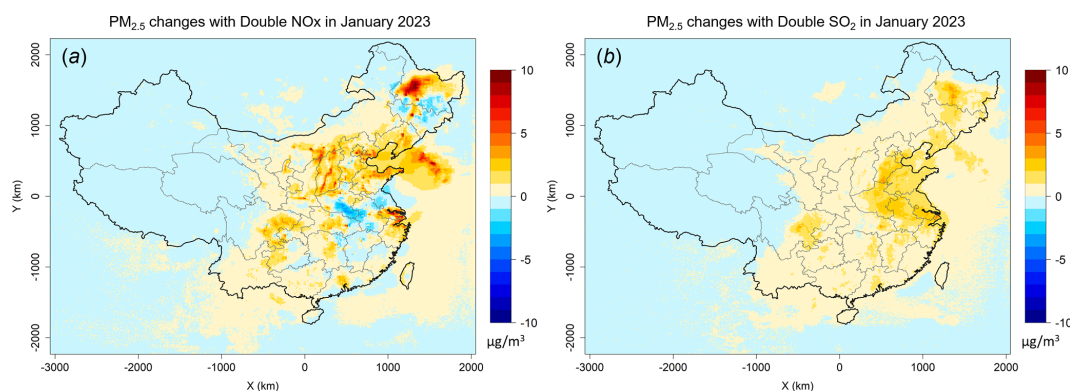 PM2.5 changes with Double NOx in January 2023
(a)
2000
1000
0
-1000
-2000
Y (km)
-3000 -2000 -1000 0 1000 2000
X (km)
10
5
0
-5
-10
μg/m³
PM2.5 changes with Double SO2 in January 2023
(b)
2000
1000
0
-1000
-2000
Y (km)
-3000 -2000 -1000 0 1000 2000
X (km)
10
5
0
-5
-10
μg/m³